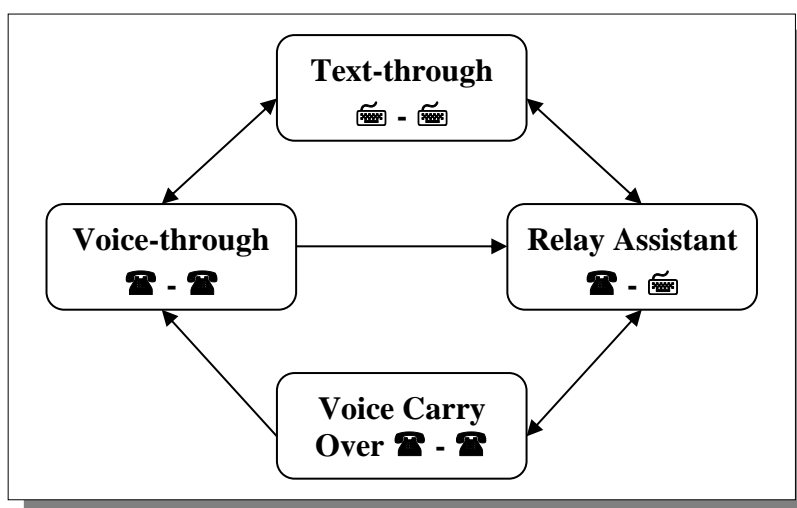 Text-through
⌨ - ⌨
Voice-through
☎ - ☎
Relay Assistant
☎ - ⌨
Voice Carry
Over ☎ - ☎